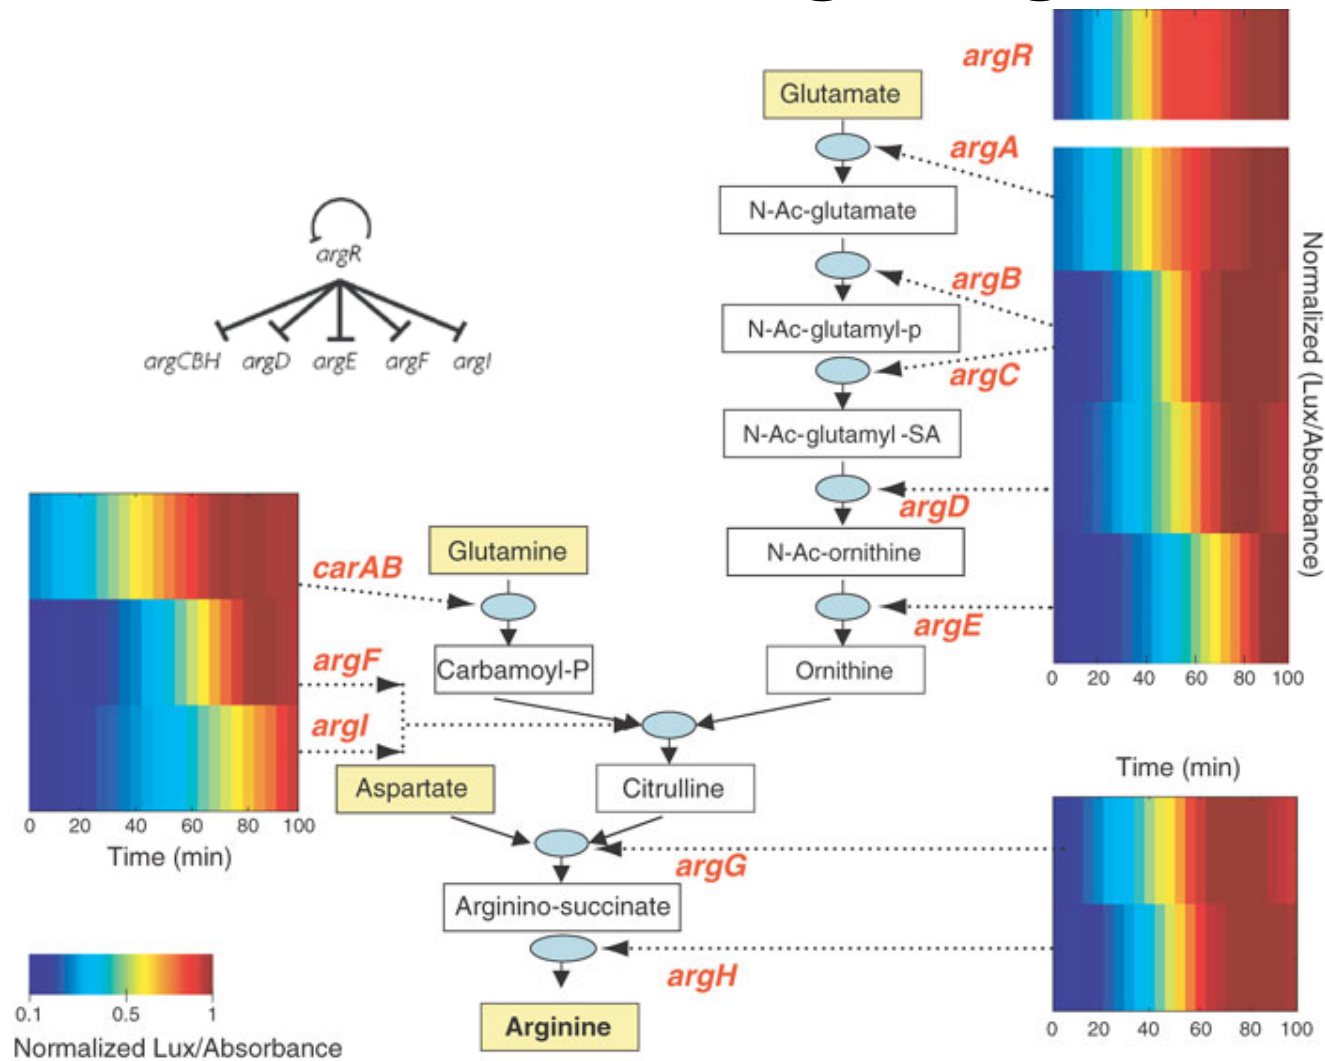 argR
Glutamate
argA
N-Ac-glutamate
argR
argB
N-Ac-glutamyl-p
argCBH argD argE argF argI
argC
N-Ac-glutamyl -SA
Normalized (Lux/Absorbance)
argD
Glutamine
N-Ac-ornithine
carAB
argE
argF
Carbamoyl-P
Ornithine
0 20 40 60 80 100
argI
Aspartate
Citrulline
Time (min)
0 20 40 60 80 100
Time (min)
argG
Arginino-succinate
argH
0.1 0.5 1
Arginine
0 20 40 60 80 100
Normalized Lux/Absorbance